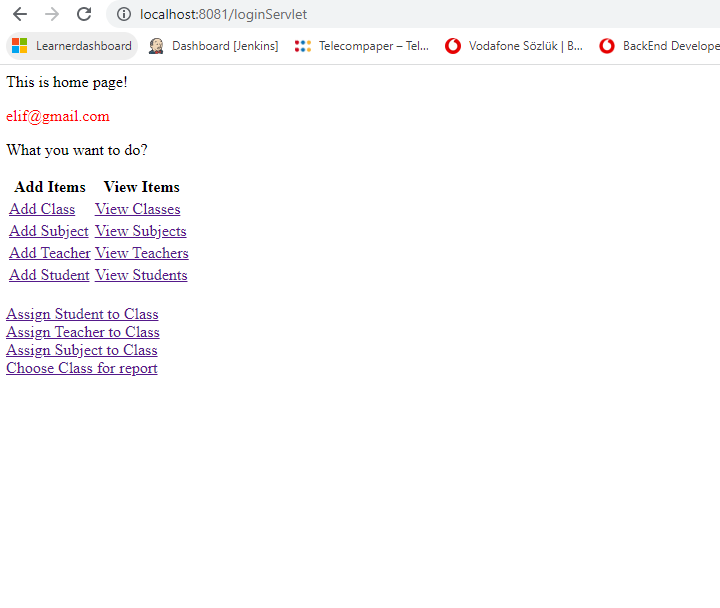 localhost:8081/loginServlet
Learnerdashboard Dashboard [Jenkins] Telecompaper – Tel... Vodafone Sözlük | B... BackEnd Develope
This is home page!
elif@gmail.com
What you want to do?
Add Items View Items
Add Class View Classes
Add Subject View Subjects
Add Teacher View Teachers
Add Student View Students
Assign Student to Class
Assign Teacher to Class
Assign Subject to Class
Choose Class for report